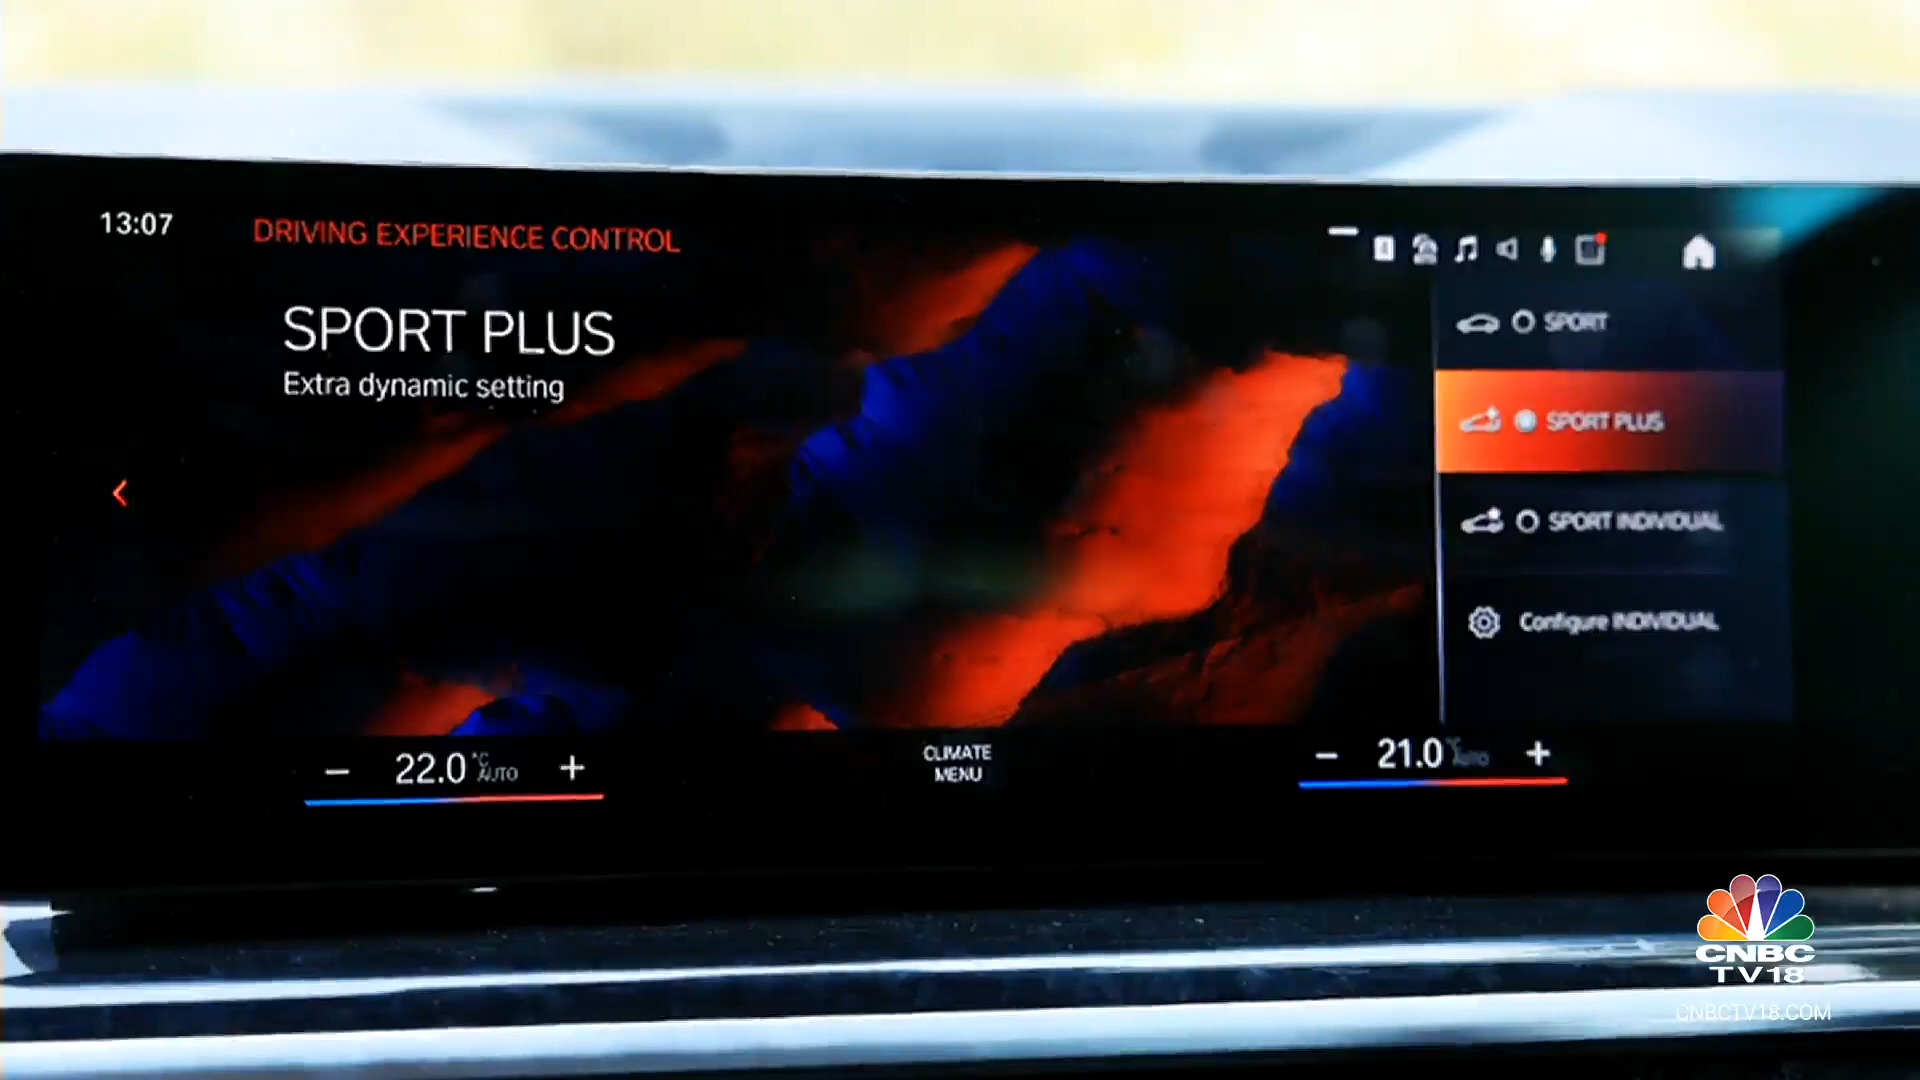 13:07
DRIVING EXPERIENCE CONTROL
SPORT PLUS
Extra dynamic setting
SPORT
SPORT PLUS
SPORT INDIVIDUAL
Configure INDIVIDUAL
− 22.0 °C AUTO +
CLIMATE
MENU
− 21.0 °C AUTO +
CNBC
TV18
CNBCTV18.COM